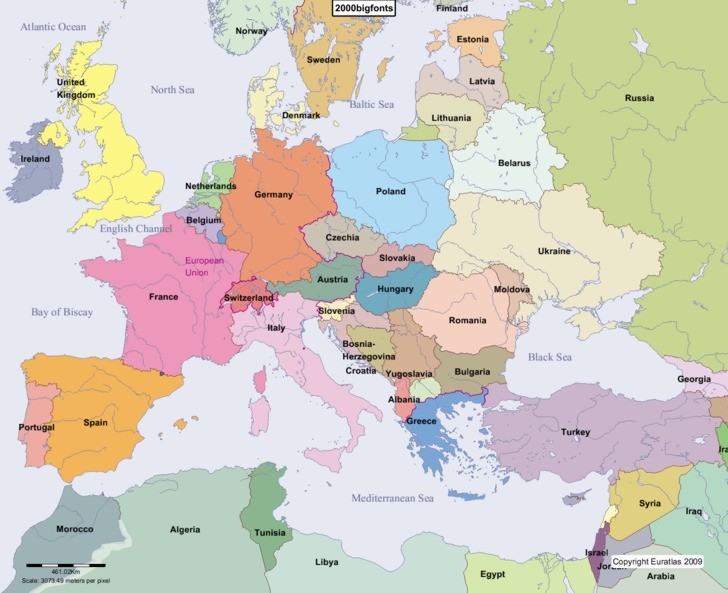 2000bigfonts
Finland
Atlantic Ocean
Norway
Sweden
Estonia
United
Kingdom
North Sea
Latvia
Russia
Baltic Sea
Denmark
Lithuania
Ireland
Belarus
Netherlands
Germany
Poland
Belgium
English Channel
Czechia
Ukraine
European
Union
Slovakia
Austria
Hungary
Moldova
France
Switzerland
Slovenia
Bay of Biscay
Italy
Romania
Bosnia-
Herzegovina
Black Sea
Croatia
Yugoslavia
Bulgaria
Georgia
Albania
Portugal
Spain
Greece
Turkey
Mediterranean Sea
Syria
Iraq
Morocco
Algeria
Tunisia
Israel
Libya
Copyright Euratlas 2009
461.02Km
Egypt
Arabia
Scale: 3073.49 meters per pixel